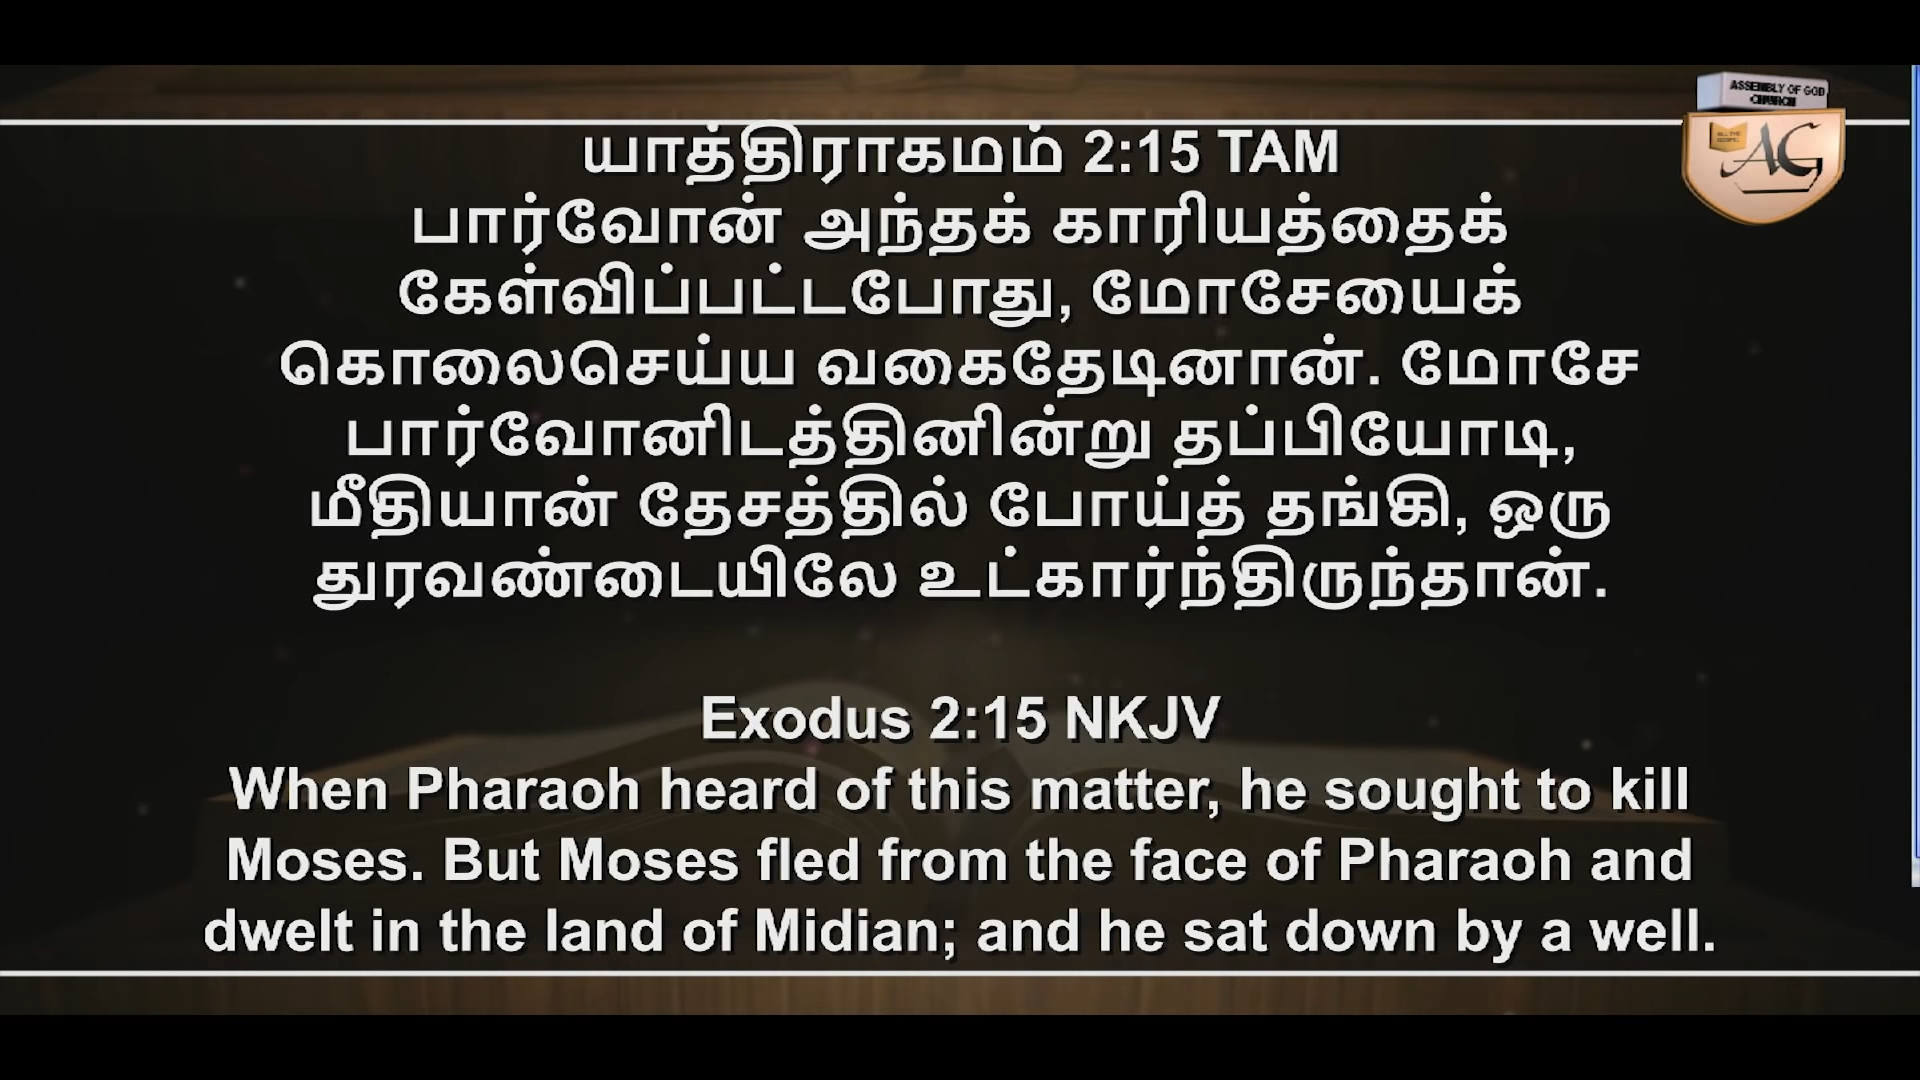 ASSEMBLY OF GOD
CHURCH
AG
யாத்திராகமம் 2:15 TAM
பார்வோன் அந்தக் காரியத்தைக்
கேள்விப்பட்டபோது, மோசேயைக்
கொலைசெய்ய வகைதேடினான். மோசே
பார்வோனிடத்தினின்று தப்பியோடி,
மீதியான் தேசத்தில் போய்த் தங்கி, ஒரு
துரவண்டையிலே உட்கார்ந்திருந்தான்.
Exodus 2:15 NKJV
When Pharaoh heard of this matter, he sought to kill
Moses. But Moses fled from the face of Pharaoh and
dwelt in the land of Midian; and he sat down by a well.